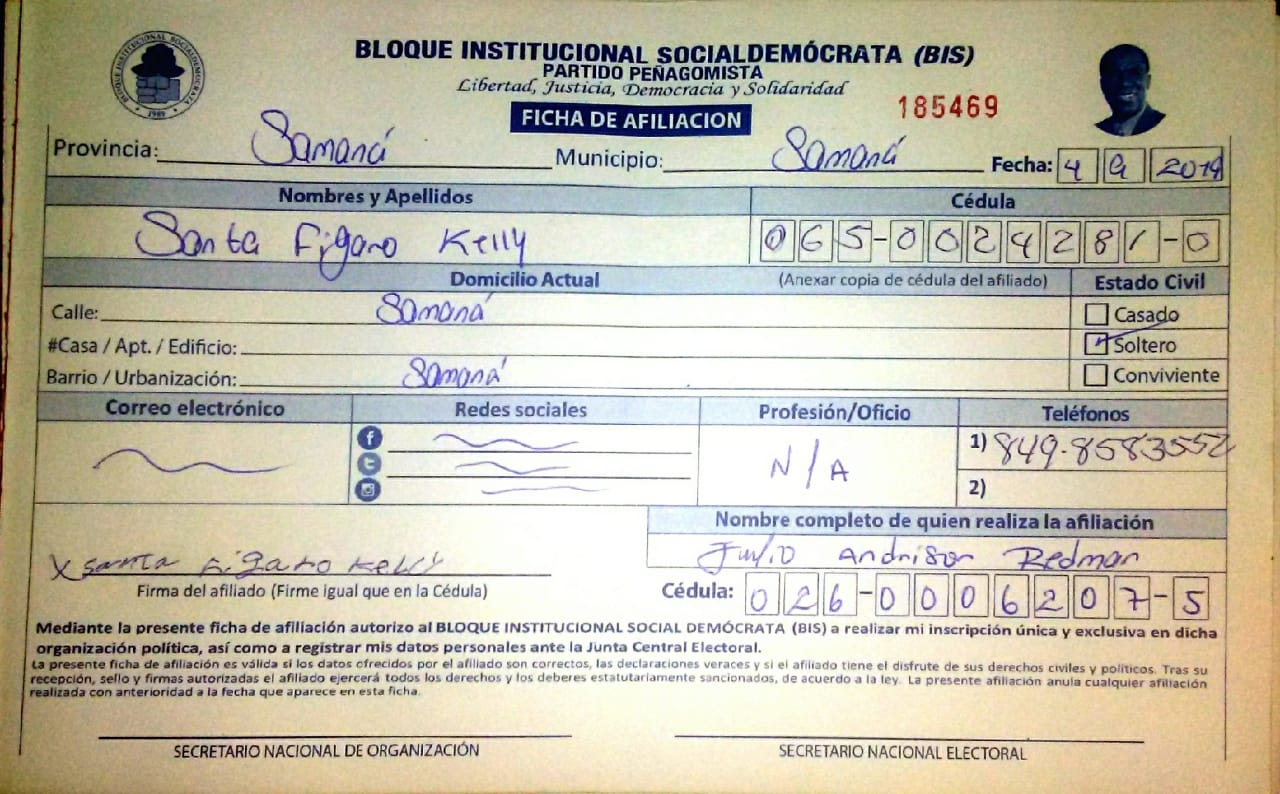 BLOQUE INSTITUCIONAL SOCIALDEMÓCRATA
1989
BLOQUE INSTITUCIONAL SOCIALDEMÓCRATA (BIS)
PARTIDO PEÑAGOMISTA
Libertad, Justicia, Democracia y Solidaridad
185469
FICHA DE AFILIACION
Provincia: Samaná Municipio: Samaná Fecha: 4 9 2019
Nombres y Apellidos Cédula
Santa Figaro Kelly 065-0024281-0
Domicilio Actual (Anexar copia de cédula del afiliado) Estado Civil
Calle: Samaná Casado
#Casa / Apt. / Edificio: Soltero
Barrio / Urbanización: Samaná Conviviente
Correo electrónico Redes sociales Profesión/Oficio Teléfonos
N/A 1) 849-8583552
2)
Nombre completo de quien realiza la afiliación
Julio Andrison Redman
X Santa Figaro Kelly
Firma del afiliado (Firme igual que en la Cédula) Cédula: 026-0006207-5
Mediante la presente ficha de afiliación autorizo al BLOQUE INSTITUCIONAL SOCIAL DEMÓCRATA (BIS) a realizar mi inscripción única y exclusiva en dicha
organización política, así como a registrar mis datos personales ante la Junta Central Electoral.
La presente ficha de afiliación es válida si los datos ofrecidos por el afiliado son correctos, las declaraciones veraces y si el afiliado tiene el disfrute de sus derechos civiles y políticos. Tras su
recepción, sello y firmas autorizadas el afiliado ejercerá todos los derechos y los deberes estatutariamente sancionados, de acuerdo a la ley. La presente afiliación anula cualquier afiliación
realizada con anterioridad a la fecha que aparece en esta ficha.
SECRETARIO NACIONAL DE ORGANIZACIÓN SECRETARIO NACIONAL ELECTORAL